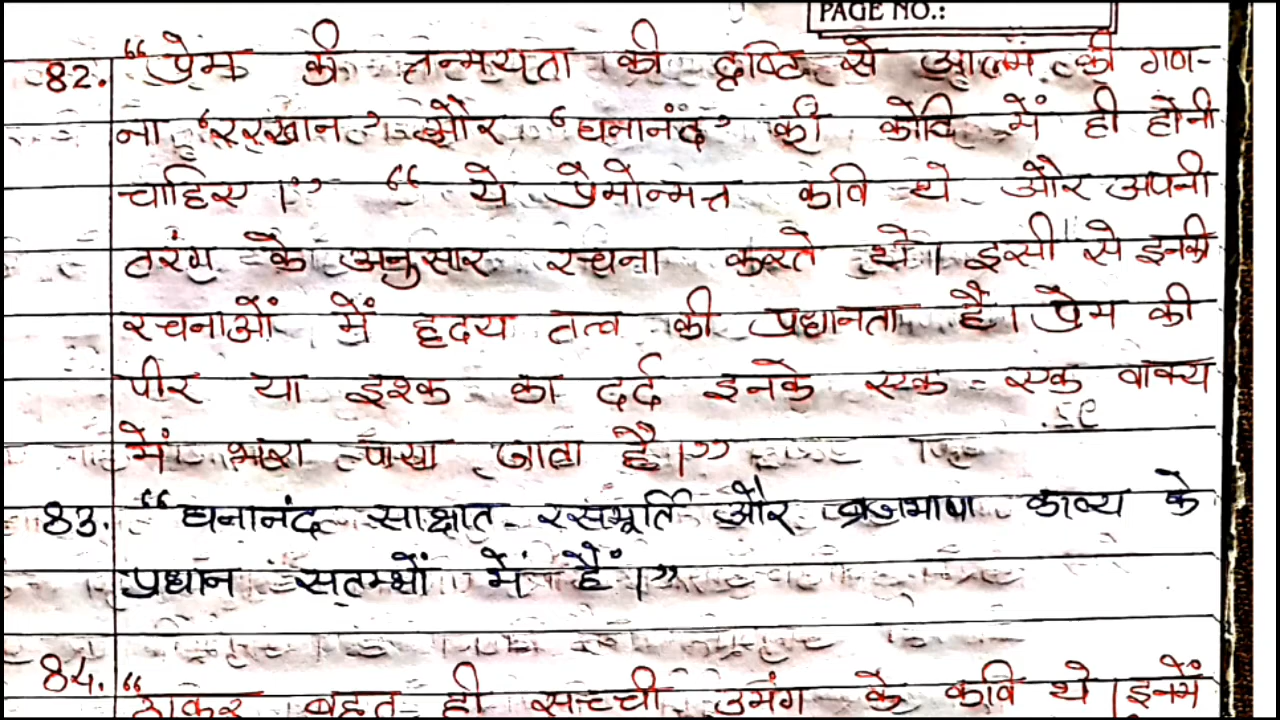 PAGE NO.:
82. “प्रेम की तन्मयता की दृष्टि से आलम की गण-
ना 'रसखान' और 'घनानंद' की कोटि में ही होनी
चाहिए।” “ये प्रेमोन्मत्त कवि थे और अपनी
तरंग के अनुसार रचना करते थे। इसी से इनकी
रचनाओं में हृदय तत्व की प्रधानता है। प्रेम की
पीर या इश्क का दर्द इनके एक-एक वाक्य
में भरा पाया जाता है।”
83. “घनानंद साक्षात रसमूर्ति और ब्रजभाषा काव्य के
प्रधान सतम्भों में हैं।”
84. “ठाकुर बहुत ही सच्ची उमंग के कवि थे। इनमें